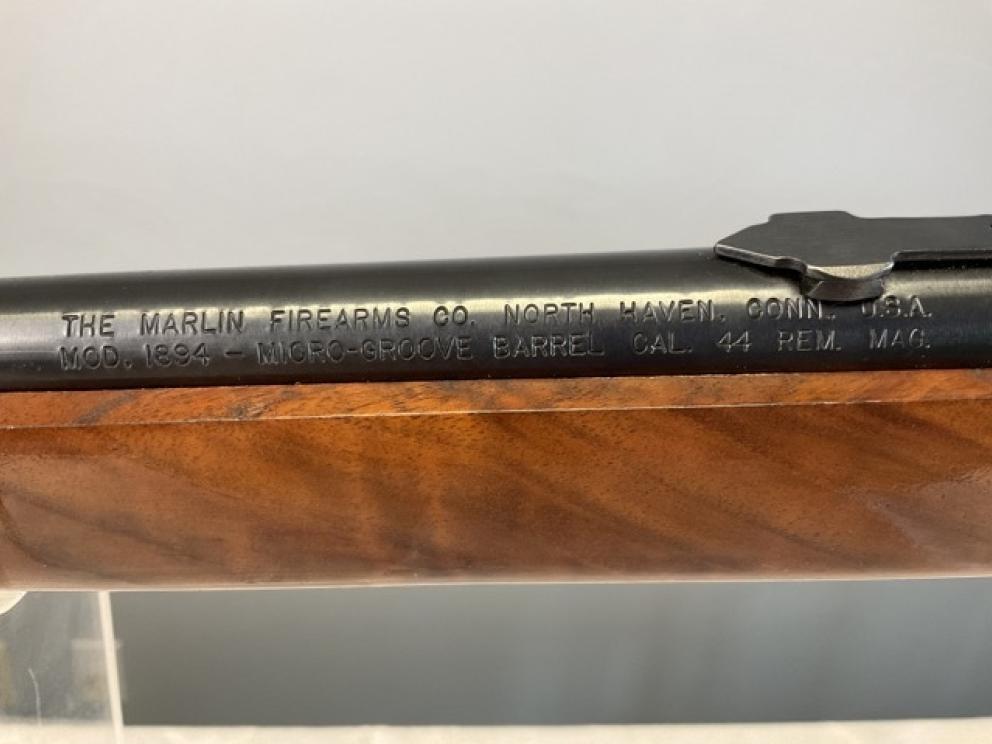 THE MARLIN FIREARMS CO. NORTH HAVEN, CONN., U.S.A.
MOD. 1894 - MICRO-GROOVE BARREL CAL. 44 REM. MAG.